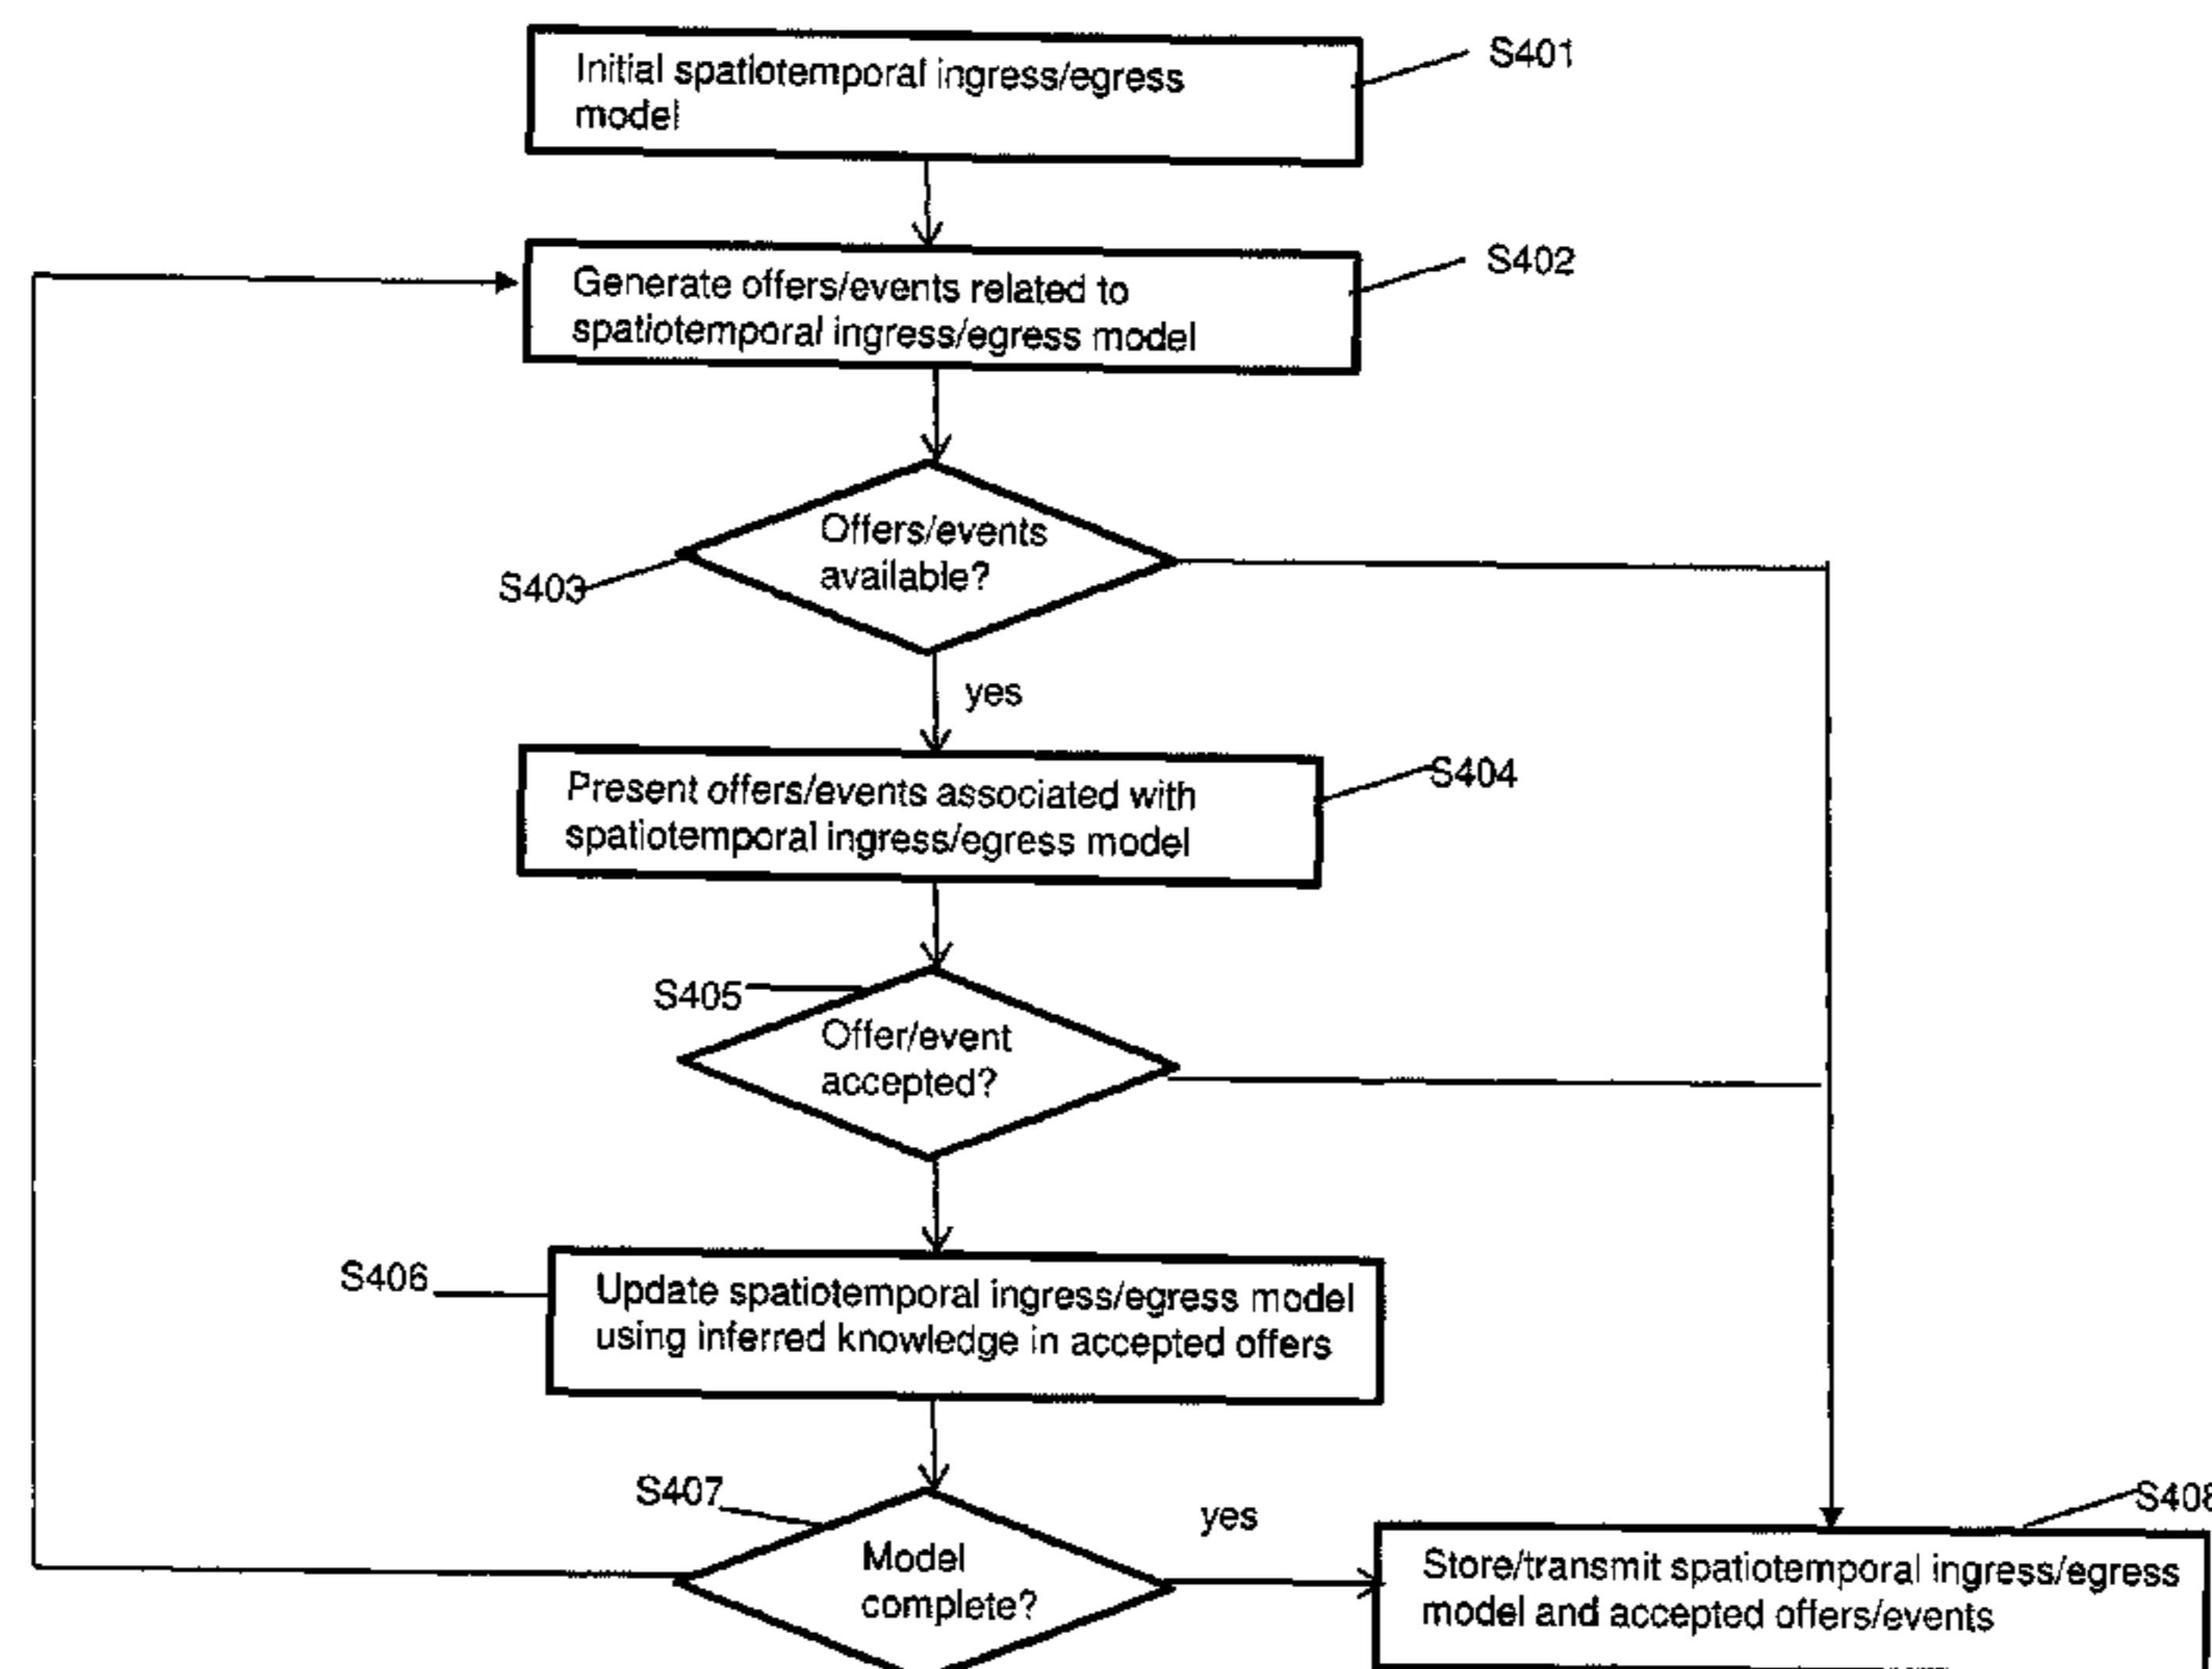 Initial spatiotemporal ingress/egress
model
S401
Generate offers/events related to
spatiotemporal ingress/egress model
S402
Offers/events
available?
S403
yes
Present offers/events associated with
spatiotemporal ingress/egress model
S404
S405
Offer/event
accepted?
S406
Update spatiotemporal ingress/egress model
using inferred knowledge in accepted offers
S407
yes
S408
Model
complete?
Store/transmit spatiotemporal ingress/egress
model and accepted offers/events